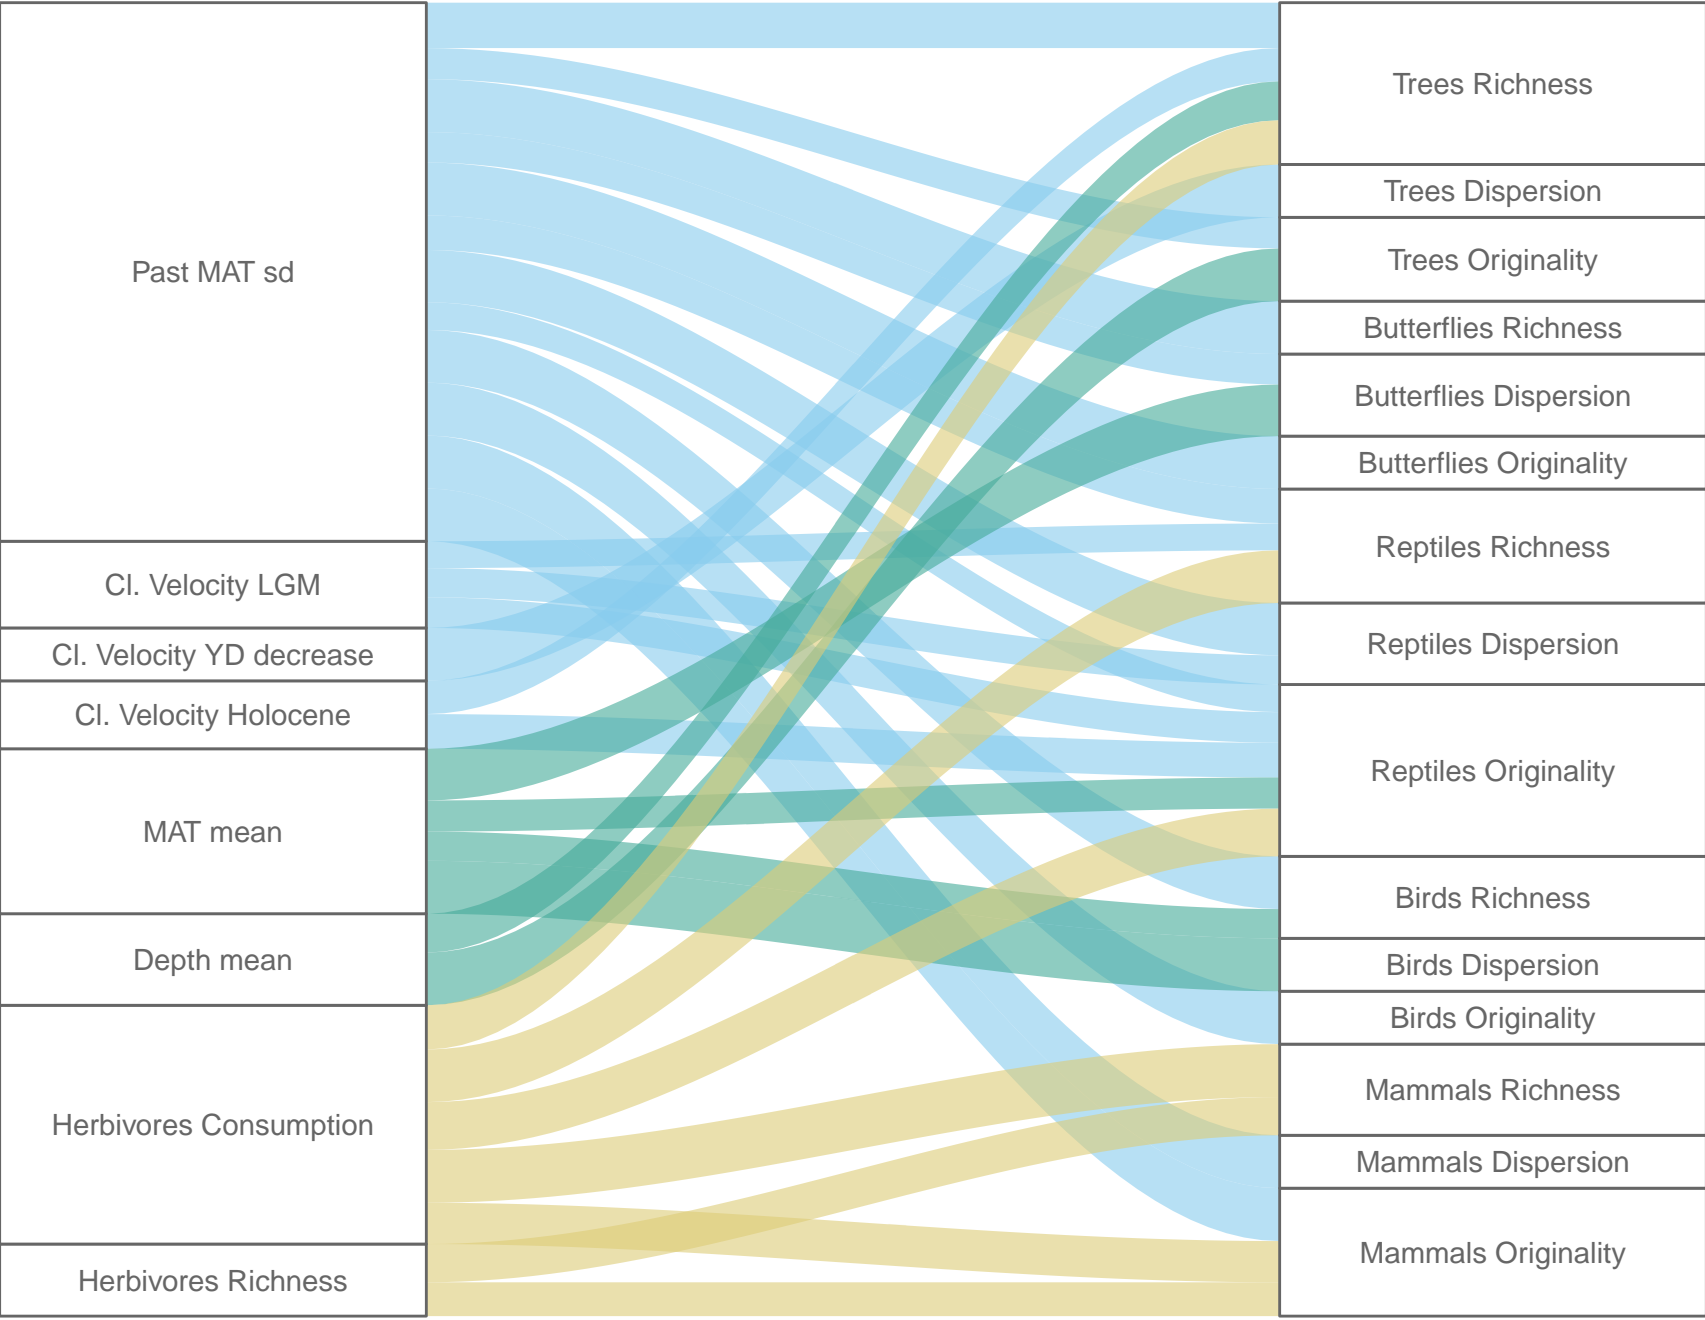 Past MAT sd
Cl. Velocity LGM
Cl. Velocity YD decrease
Cl. Velocity Holocene
MAT mean
Depth mean
Herbivores Consumption
Herbivores Richness
Trees Richness
Trees Dispersion
Trees Originality
Butterflies Richness
Butterflies Dispersion
Butterflies Originality
Reptiles Richness
Reptiles Dispersion
Reptiles Originality
Birds Richness
Birds Dispersion
Birds Originality
Mammals Richness
Mammals Dispersion
Mammals Originality